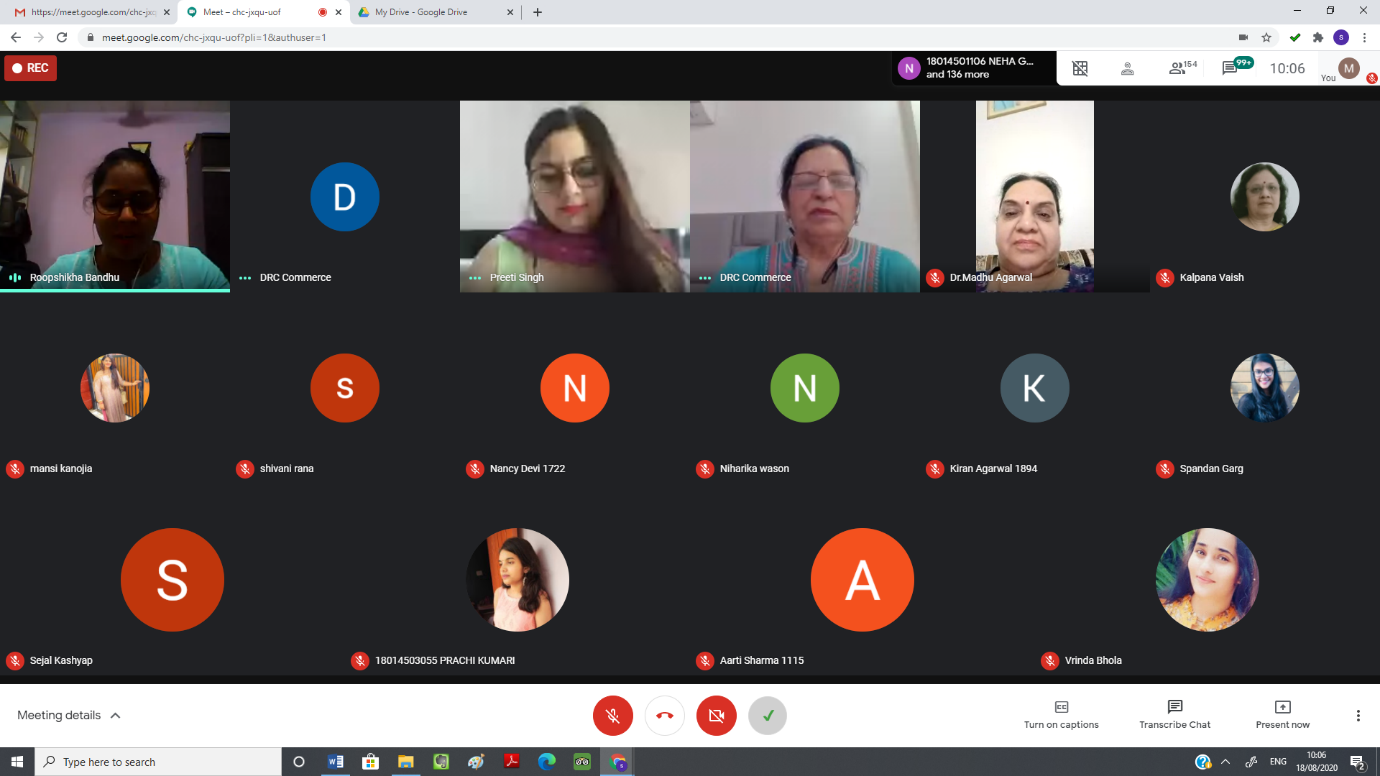 https://meet.google.com/chc-jxq
Meet – chc-jxqu-uof
My Drive - Google Drive
meet.google.com/chc-jxqu-uof?pli=1&authuser=1
S
REC
N
18014501106 NEHA G...
and 136 more
154
99+
10:06
You
M
D
Roopshikha Bandhu
DRC Commerce
Preeti Singh
DRC Commerce
Dr.Madhu Agarwal
Kalpana Vaish
s
N
N
K
mansi kanojia
shivani rana
Nancy Devi 1722
Niharika wason
Kiran Agarwal 1894
Spandan Garg
S
A
Sejal Kashyap
18014503055 PRACHI KUMARI
Aarti Sharma 1115
Vrinda Bhola
Meeting details
CC
Turn on captions
Transcribe Chat
Present now
Type here to search
ENG
10:06
18/08/2020
2